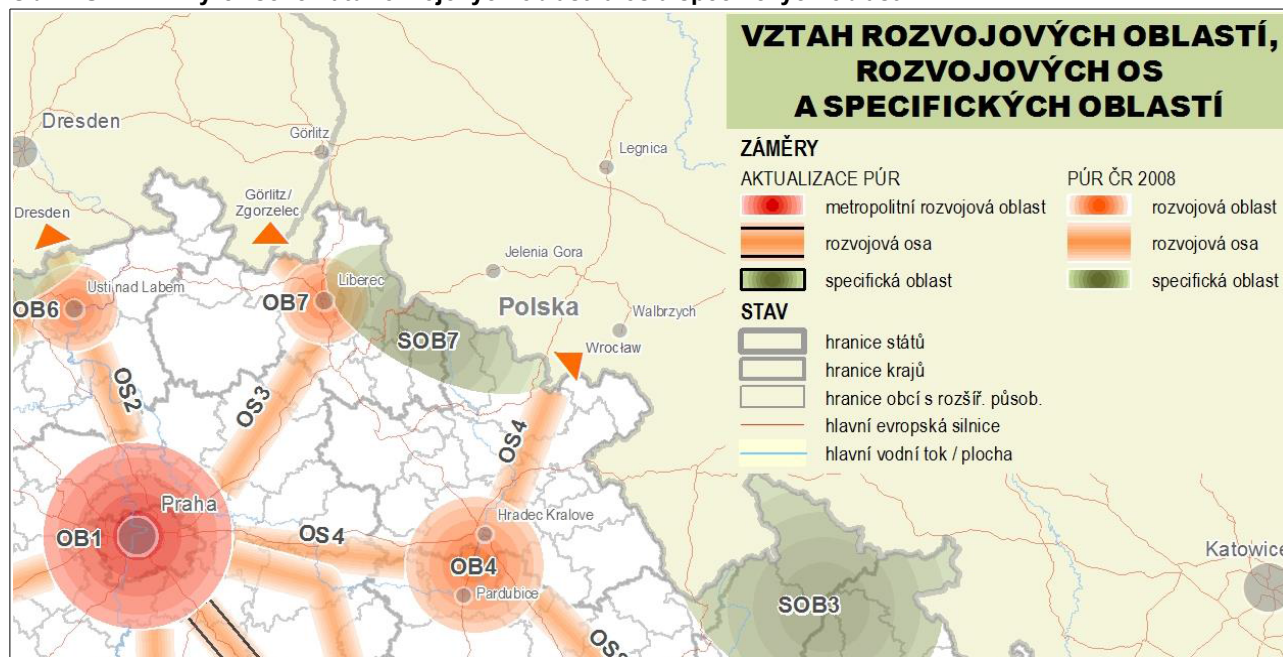 VZTAH ROZVOJOVÝCH OBLASTÍ,
ROZVOJOVÝCH OS
A SPECIFICKÝCH OBLASTÍ
ZÁMĚRY
AKTUALIZACE PÚR
PÚR ČR 2008
metropolitní rozvojová oblast
rozvojová oblast
rozvojová osa
rozvojová osa
specifická oblast
specifická oblast
STAV
hranice států
hranice krajů
hranice obcí s rozšíř. působ.
hlavní evropská silnice
hlavní vodní tok / plocha
Dresden
Görlitz
Legnica
Görlitz/
Zgorzelec
Dresden
Jelenia Gora
Liberec
Usti nad Labem
OB6
OB7
Polska
Walbrzych
SOB7
Wrocław
OS2
OS3
OS4
Praha
OB1
OS4
Hradec Kralove
OB4
Pardubice
Katowice
SOB3